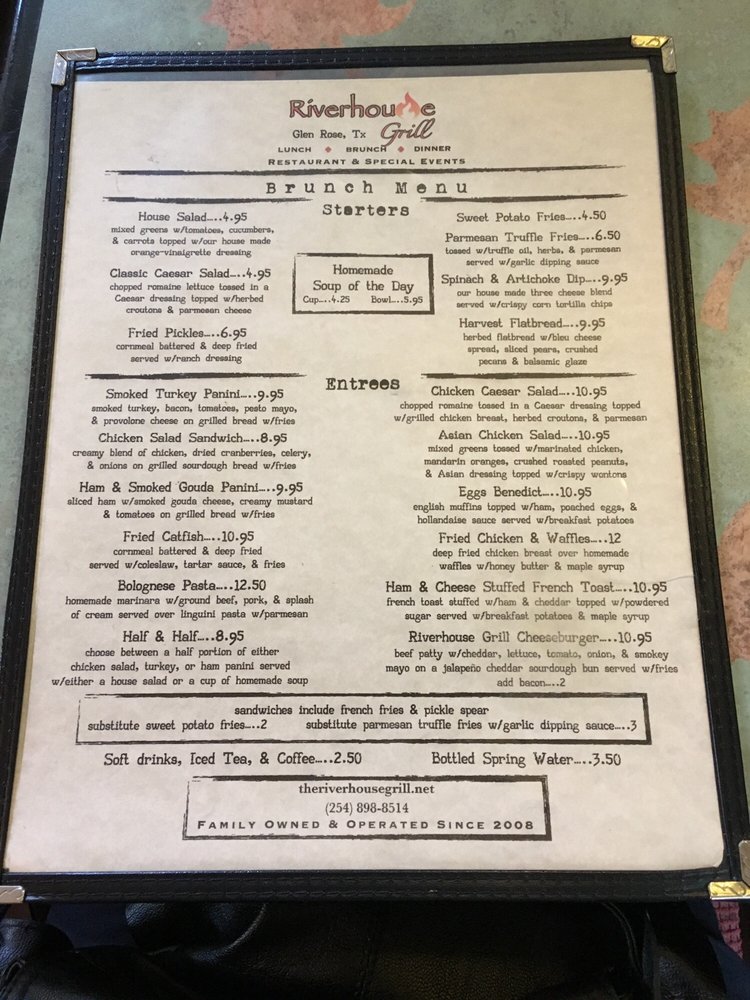 Riverhouse
Glen Rose, Tx Grill
LUNCH BRUNCH DINNER
RESTAURANT & SPECIAL EVENTS
Brunch Menu
Starters
House Salad.....4.95
mixed greens w/tomatoes, cucumbers,
& carrots topped w/our house made
orange-vinaigrette dressing
Classic Caesar Salad.....4.95
chopped romaine lettuce tossed in a
Caesar dressing topped w/herbed
croutons & parmesan cheese
Fried Pickles.....6.95
cornmeal battered & deep fried
served w/ranch dressing
Homemade
Soup of the Day
Cup....4.25 Bowl....5.95
Sweet Potato Fries.....4.50
Parmesan Truffle Fries.....6.50
tossed w/truffle oil, herbs, & parmesan
served w/garlic dipping sauce
Spinach & Artichoke Dip.....9.95
our house made three cheese blend
served w/crispy corn tortilla chips
Harvest Flatbread.....9.95
herbed flatbread w/bleu cheese
spread, sliced pears, crushed
pecans & balsamic glaze
Entrees
Smoked Turkey Panini.....9.95
smoked turkey, bacon, tomatoes, pesto mayo,
& provolone cheese on grilled bread w/fries
Chicken Salad Sandwich.....8.95
creamy blend of chicken, dried cranberries, celery,
& onions on grilled sourdough bread w/fries
Ham & Smoked Gouda Panini.....9.95
sliced ham w/smoked gouda cheese, creamy mustard
& tomatoes on grilled bread w/fries
Fried Catfish.....10.95
cornmeal battered & deep fried
served w/coleslaw, tartar sauce, & fries
Bolognese Pasta.....12.50
homemade marinara w/ground beef, pork, & splash
of cream served over linguini pasta w/parmesan
Half & Half.....8.95
choose between a half portion of either
chicken salad, turkey, or ham panini served
w/either a house salad or a cup of homemade soup
Chicken Caesar Salad.....10.95
chopped romaine tossed in a Caesar dressing topped
w/grilled chicken breast, herbed croutons, & parmesan
Asian Chicken Salad.....10.95
mixed greens tossed w/marinated chicken,
mandarin oranges, crushed roasted peanuts,
& Asian dressing topped w/crispy wontons
Eggs Benedict.....10.95
english muffins topped w/ham, poached eggs, &
hollandaise sauce served w/breakfast potatoes
Fried Chicken & Waffles.....12
deep fried chicken breast over homemade
waffles w/honey butter & maple syrup
Ham & Cheese Stuffed French Toast.....10.95
french toast stuffed w/ham & cheddar topped w/powdered
sugar served w/breakfast potatoes & maple syrup
Riverhouse Grill Cheeseburger.....10.95
beef patty w/cheddar, lettuce, tomato, onion, & smokey
mayo on a jalapeño cheddar sourdough bun served w/fries
add bacon.....2
sandwiches include french fries & pickle spear
substitute sweet potato fries.....2 substitute parmesan truffle fries w/garlic dipping sauce.....3
Soft drinks, Iced Tea, & Coffee.....2.50 Bottled Spring Water.....3.50
theriverhousegrill.net
(254) 898-8514
FAMILY OWNED & OPERATED SINCE 2008